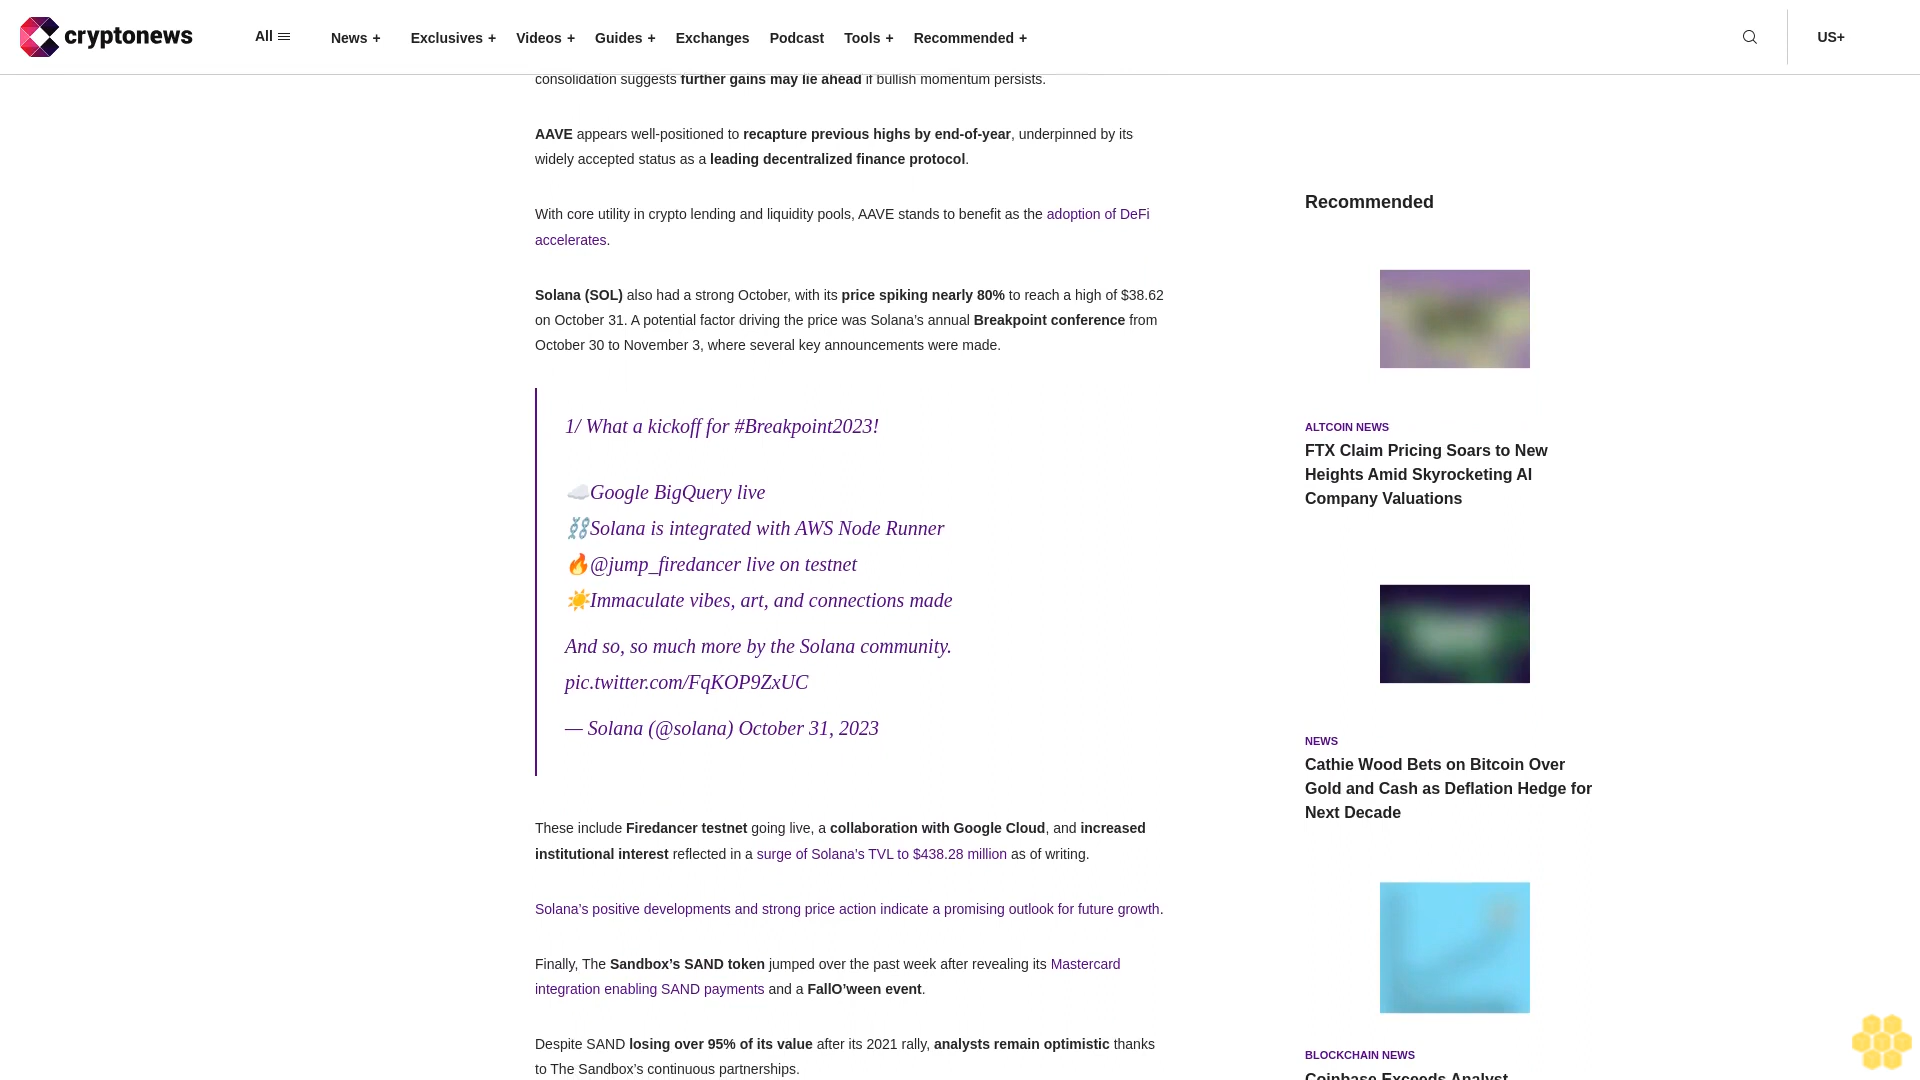 cryptonews
All
News +
Exclusives +
Videos +
Guides +
Exchanges
Podcast
Tools +
Recommended +
US+
consolidation suggests further gains may lie ahead if bullish momentum persists.
AAVE appears well-positioned to recapture previous highs by end-of-year, underpinned by its
widely accepted status as a leading decentralized finance protocol.
With core utility in crypto lending and liquidity pools, AAVE stands to benefit as the adoption of DeFi
accelerates.
Solana (SOL) also had a strong October, with its price spiking nearly 80% to reach a high of $38.62
on October 31. A potential factor driving the price was Solana’s annual Breakpoint conference from
October 30 to November 3, where several key announcements were made.
1/ What a kickoff for #Breakpoint2023!
☁️Google BigQuery live
⛓️Solana is integrated with AWS Node Runner
🔥@jump_firedancer live on testnet
☀️Immaculate vibes, art, and connections made
And so, so much more by the Solana community.
pic.twitter.com/FqKOP9ZxUC
— Solana (@solana) October 31, 2023
These include Firedancer testnet going live, a collaboration with Google Cloud, and increased
institutional interest reflected in a surge of Solana’s TVL to $438.28 million as of writing.
Solana’s positive developments and strong price action indicate a promising outlook for future growth.
Finally, The Sandbox’s SAND token jumped over the past week after revealing its Mastercard
integration enabling SAND payments and a FallO’ween event.
Despite SAND losing over 95% of its value after its 2021 rally, analysts remain optimistic thanks
to The Sandbox’s continuous partnerships.
Recommended
ALTCOIN NEWS
FTX Claim Pricing Soars to New
Heights Amid Skyrocketing AI
Company Valuations
NEWS
Cathie Wood Bets on Bitcoin Over
Gold and Cash as Deflation Hedge for
Next Decade
BLOCKCHAIN NEWS
Coinbase Exceeds Analyst